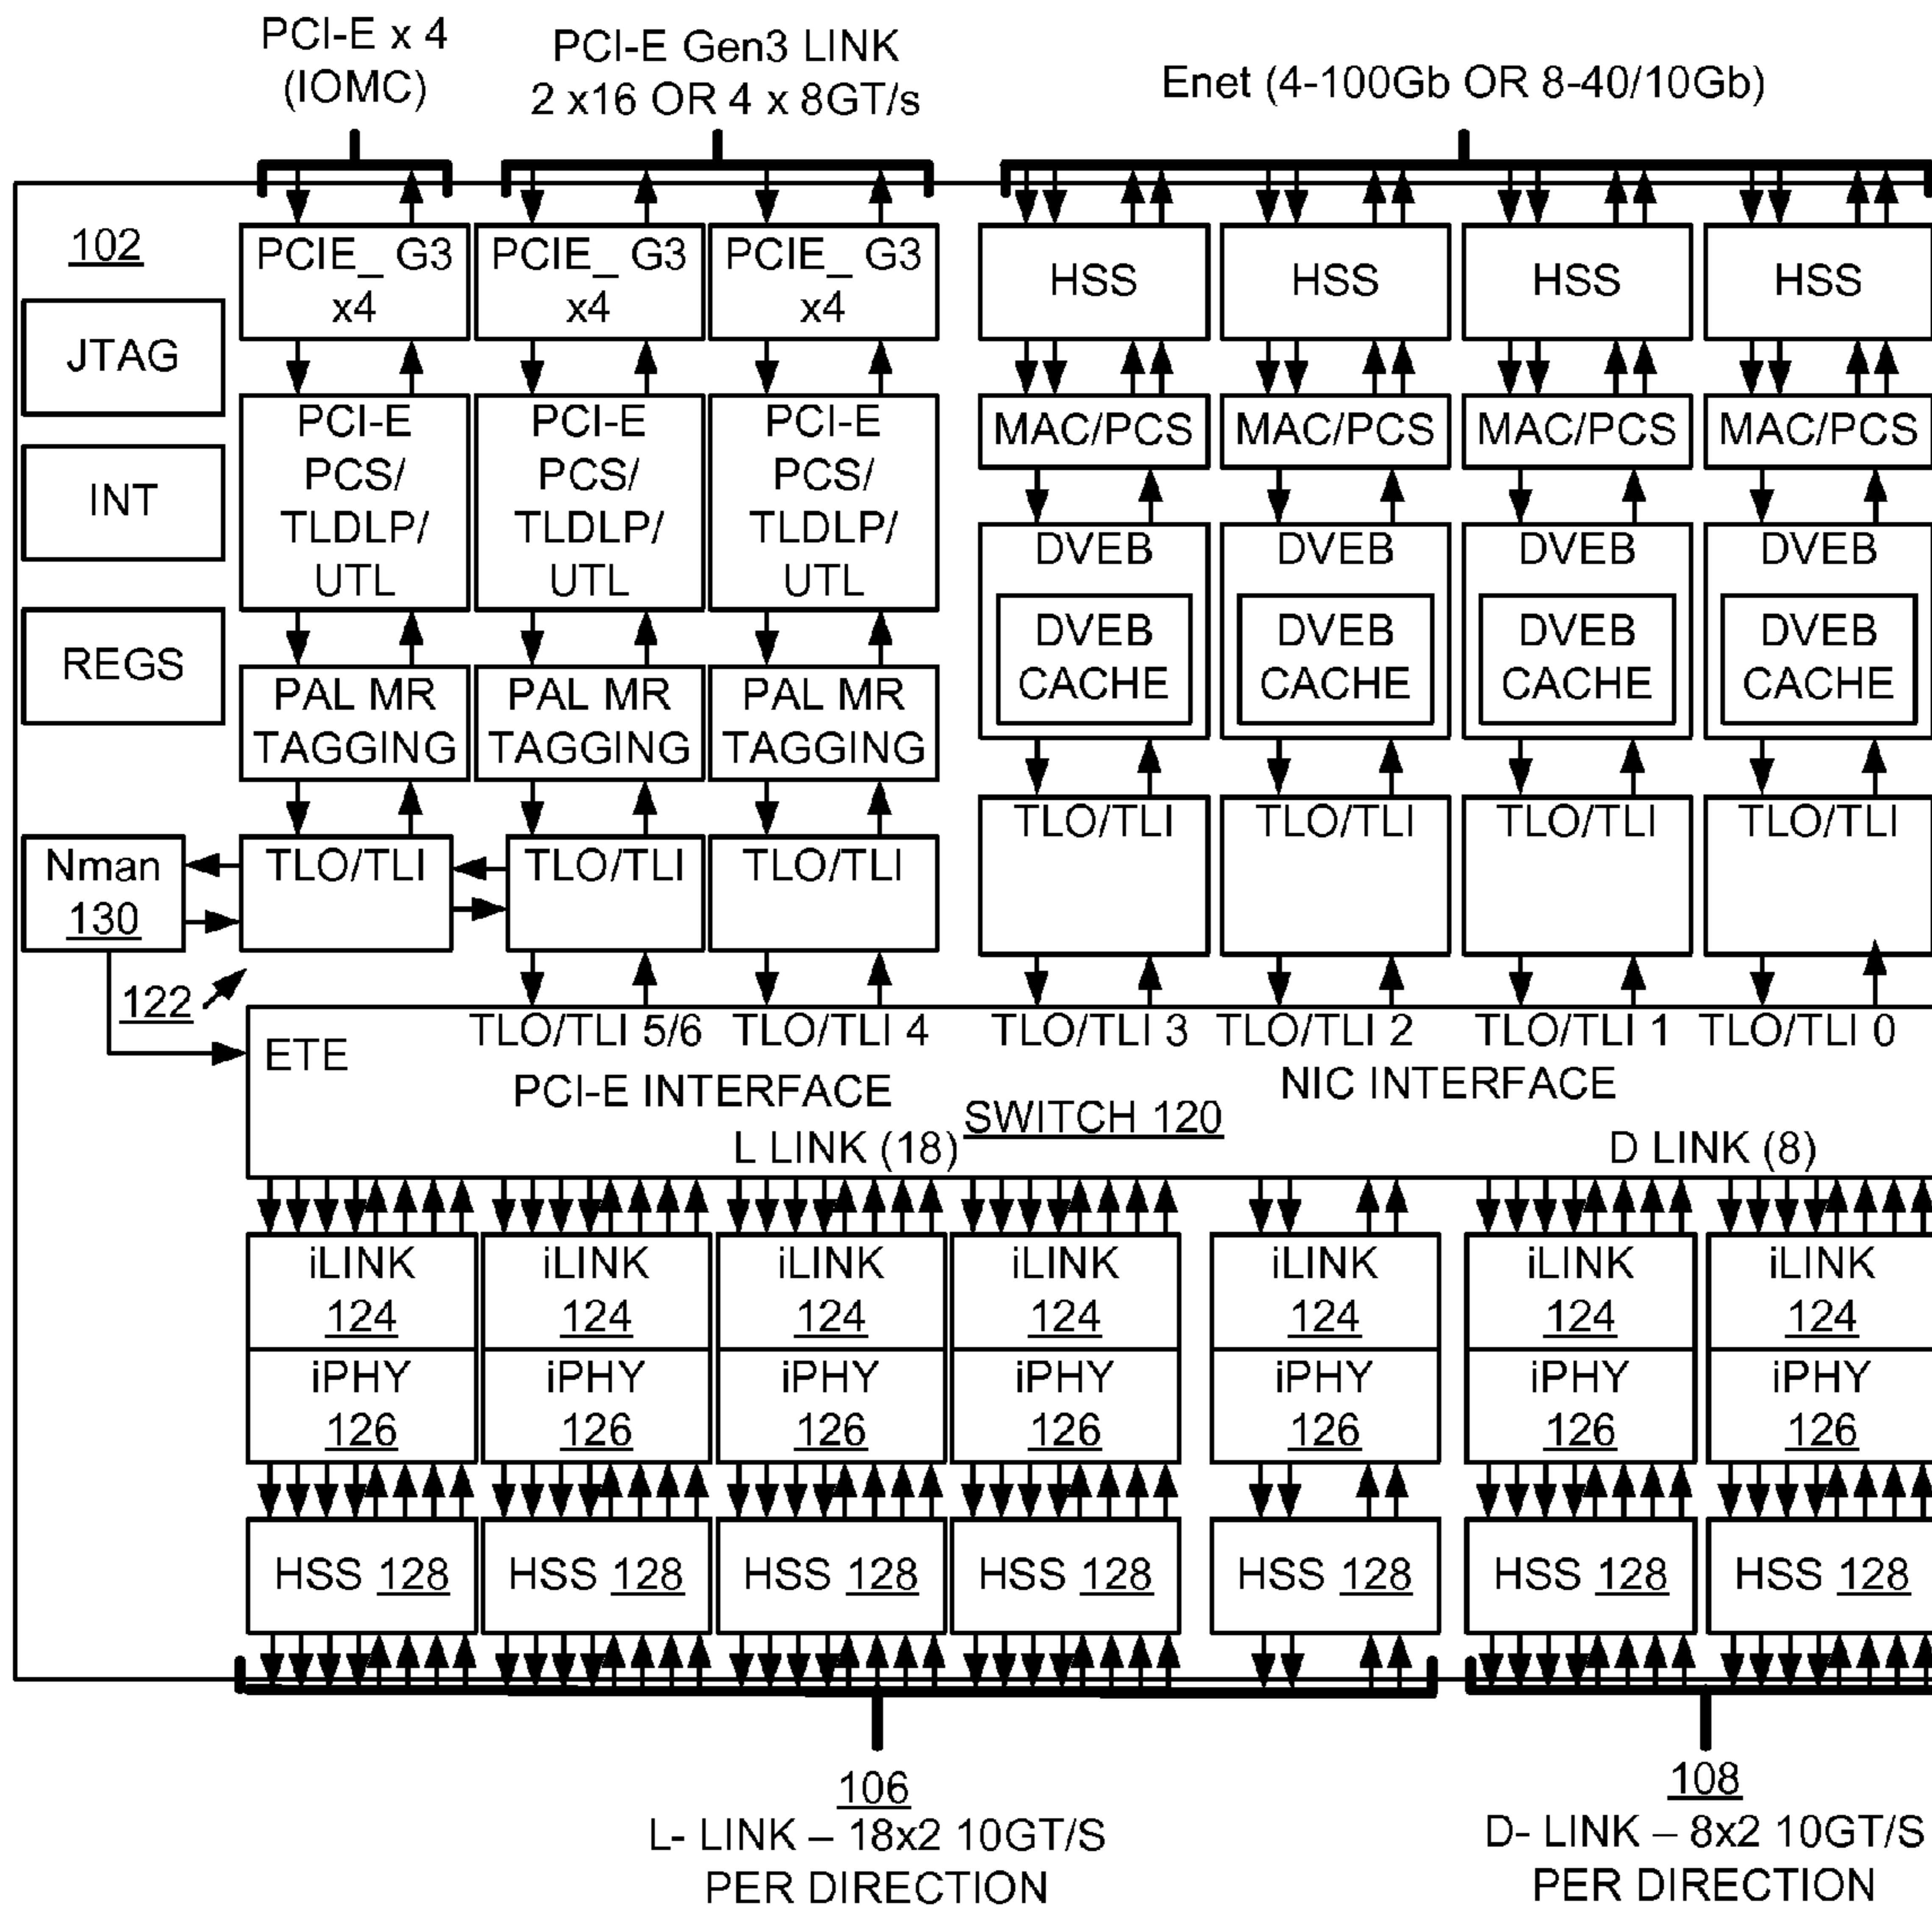 PCI-E x 4
(IOMC)
PCI-E Gen3 LINK
2 x16 OR 4 x 8GT/s
Enet (4-100Gb OR 8-40/10Gb)
102
JTAG
INT
REGS
PCIE_ G3
x4
PCIE_ G3
x4
PCIE_ G3
x4
HSS
HSS
HSS
HSS
PCI-E
PCS/
TLDLP/
UTL
PCI-E
PCS/
TLDLP/
UTL
PCI-E
PCS/
TLDLP/
UTL
MAC/PCS
MAC/PCS
MAC/PCS
MAC/PCS
DVEB
DVEB
CACHE
DVEB
DVEB
CACHE
DVEB
DVEB
CACHE
DVEB
DVEB
CACHE
PAL MR
TAGGING
PAL MR
TAGGING
PAL MR
TAGGING
Nman
130
TLO/TLI
TLO/TLI
TLO/TLI
TLO/TLI
TLO/TLI
TLO/TLI
TLO/TLI
122
ETE
TLO/TLI 5/6
TLO/TLI 4
TLO/TLI 3
TLO/TLI 2
TLO/TLI 1
TLO/TLI 0
PCI-E INTERFACE
NIC INTERFACE
SWITCH 120
L LINK (18)
D LINK (8)
iLINK
124
iPHY
126
iLINK
124
iPHY
126
iLINK
124
iPHY
126
iLINK
124
iPHY
126
iLINK
124
iPHY
126
iLINK
124
iPHY
126
iLINK
124
iPHY
126
HSS 128
HSS 128
HSS 128
HSS 128
HSS 128
HSS 128
HSS 128
106
L- LINK – 18x2 10GT/S
PER DIRECTION
108
D- LINK – 8x2 10GT/S
PER DIRECTION